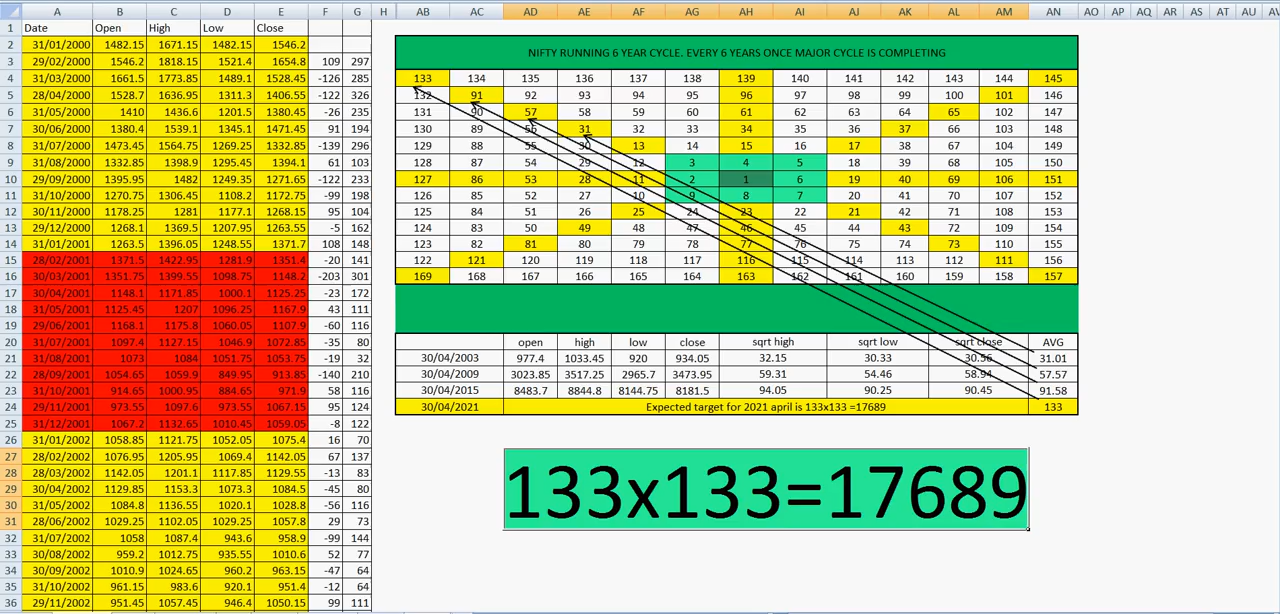 A B C D E F G H AB AC AD AE AF AG AH AI AJ AK AL AM AN AO AP AQ AR AS AT AU AV
1 Date Open High Low Close
2 31/01/2000 1482.15 1671.15 1482.15 1546.2 NIFTY RUNNING 6 YEAR CYCLE. EVERY 6 YEARS ONCE MAJOR CYCLE IS COMPLETING
3 29/02/2000 1546.2 1818.15 1521.4 1654.8 109 297
4 31/03/2000 1661.5 1773.85 1489.1 1528.45 -126 285 133 134 135 136 137 138 139 140 141 142 143 144 145
5 28/04/2000 1528.7 1636.95 1311.5 1406.55 -122 326 132 91 92 93 94 95 96 97 98 99 100 101 146
6 31/05/2000 1410 1436.6 1201.5 1380.45 -26 235 131 90 57 58 59 60 61 62 63 64 65 102 147
7 30/06/2000 1380.4 1539.1 1345.1 1471.45 91 194 130 89 56 31 32 33 34 35 36 37 66 103 148
8 31/07/2000 1473.45 1564.75 1269.25 1332.85 -139 296 129 88 55 30 13 14 15 16 17 38 67 104 149
9 31/08/2000 1332.85 1398.9 1295.45 1394.1 61 103 128 87 54 29 12 3 4 5 18 39 68 105 150
10 29/09/2000 1395.95 1482 1249.35 1271.65 -122 233 127 86 53 28 11 2 1 6 19 40 69 106 151
11 31/10/2000 1270.75 1306.45 1108.2 1172.75 -99 198 126 85 52 27 10 9 8 7 20 41 70 107 152
12 30/11/2000 1178.25 1281 1177.1 1268.15 95 104 125 84 51 26 25 24 23 22 21 42 71 108 153
13 29/12/2000 1268.1 1369.5 1207.95 1263.55 -5 162 124 83 50 49 48 47 46 45 44 43 72 109 154
14 31/01/2001 1263.5 1396.05 1248.55 1371.7 108 148 123 82 81 80 79 78 77 76 75 74 73 110 155
15 28/02/2001 1371.5 1422.95 1281.9 1351.4 -20 141 122 121 120 119 118 117 116 115 114 113 112 111 156
16 30/03/2001 1351.75 1399.55 1098.75 1148.2 -203 301 169 168 167 166 165 164 163 162 161 160 159 158 157
17 30/04/2001 1148.1 1171.85 1000.1 1125.25 -23 172
18 31/05/2001 1125.45 1207 1096.25 1167.9 43 111
19 29/06/2001 1168.1 1175.8 1060.05 1107.9 -60 116
20 31/07/2001 1097.4 1127.15 1046.9 1072.85 -35 80 open high low close sqrt high sqrt low sqrt close AVG
21 31/08/2001 1073 1084 1051.75 1053.75 -19 32 30/04/2003 977.4 1033.45 920 934.05 32.15 30.33 30.56 31.01
22 28/09/2001 1054.65 1059.9 849.95 913.85 -140 210 30/04/2009 3023.85 3517.25 2965.7 3473.95 59.31 54.46 58.94 57.57
23 31/10/2001 914.65 1000.95 884.65 971.9 58 116 30/04/2015 8483.7 8844.8 8144.75 8181.5 94.05 90.25 90.45 91.58
24 29/11/2001 973.55 1097.6 973.55 1067.15 95 124 30/04/2021 Expected target for 2021 april is 133x133 =17689 133
25 31/12/2001 1067.2 1132.65 1010.45 1059.05 -8 122
26 31/01/2002 1058.85 1121.75 1052.05 1075.4 16 70
27 28/02/2002 1076.95 1205.95 1069.4 1142.05 67 137
28 28/03/2002 1142.05 1201.1 1117.85 1129.55 -13 83
29 30/04/2002 1129.85 1153.3 1073.3 1084.5 -45 80
133x133=17689
30 31/05/2002 1084.8 1136.55 1020.1 1028.8 -56 116
31 28/06/2002 1029.25 1102.05 1029.25 1057.8 29 73
32 31/07/2002 1058 1087.4 943.6 958.9 -99 144
33 30/08/2002 959.2 1012.75 935.55 1010.6 52 77
34 30/09/2002 1010.9 1024.65 960.2 963.15 -47 64
35 31/10/2002 961.15 983.6 920.1 951.4 -12 64
36 29/11/2002 951.45 1057.45 946.4 1050.15 99 111